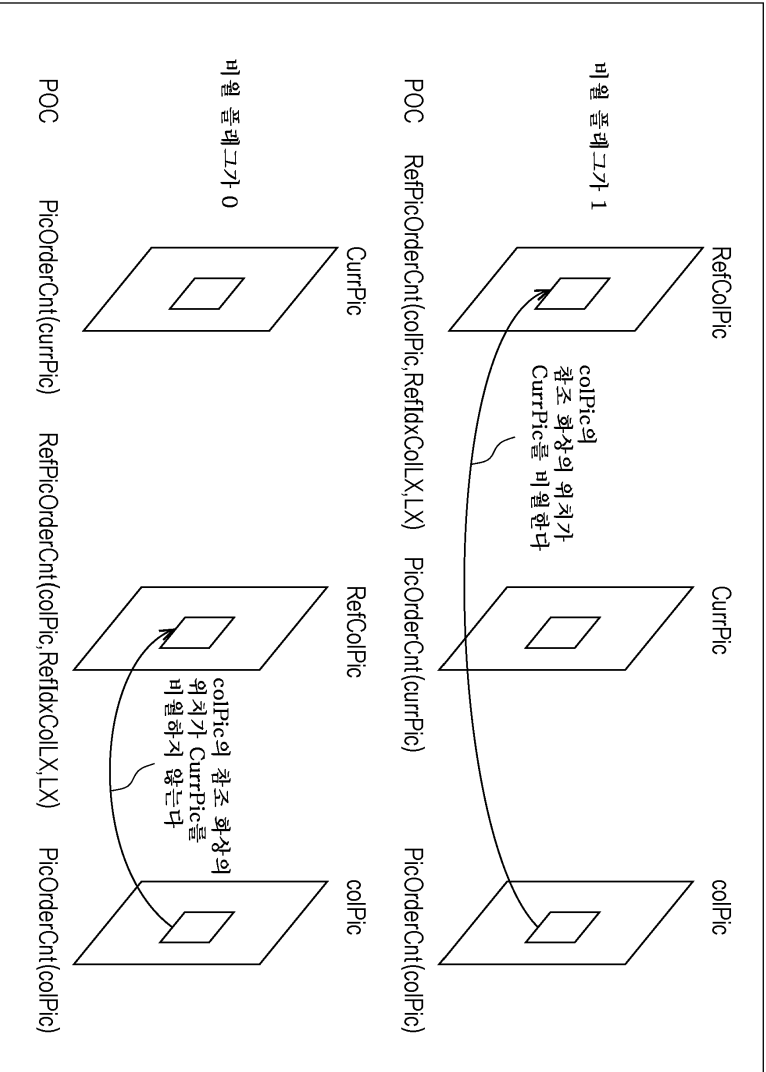 RefColPic CurrPic colPic
비월 플래그가 1
colPic의
참조 화상의 위치가
CurrPic를 비월한다
POC RefPicOrderCnt(colPic,RefIdxColLX,LX) PicOrderCnt(currPic) PicOrderCnt(colPic)
CurrPic RefColPic colPic
비월 플래그가 0
colPic의 참조 화상의
위치가 CurrPic를
비월하지 않는다
POC PicOrderCnt(currPic) RefPicOrderCnt(colPic,RefIdxColLX,LX) PicOrderCnt(colPic)